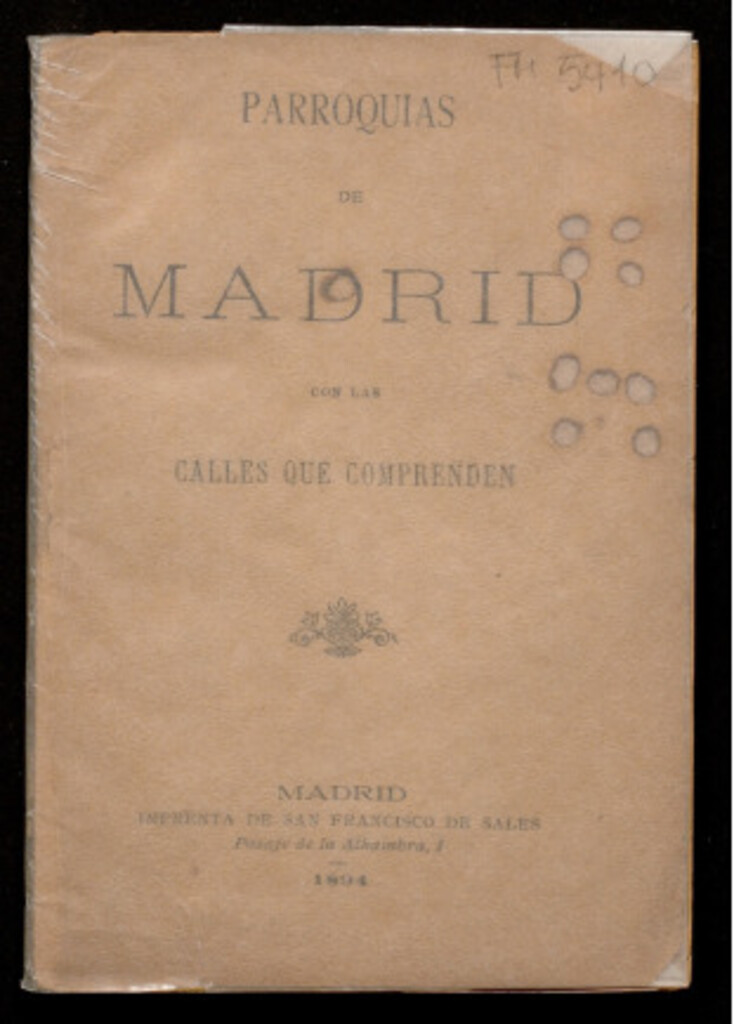 FM 5410
PARROQUIAS
DE
MADRID
CON LAS
CALLES QUE COMPRENDEN
MADRID
IMPRENTA DE SAN FRANCISCO DE SALES
Pasaje de la Alhambra, 1
1894